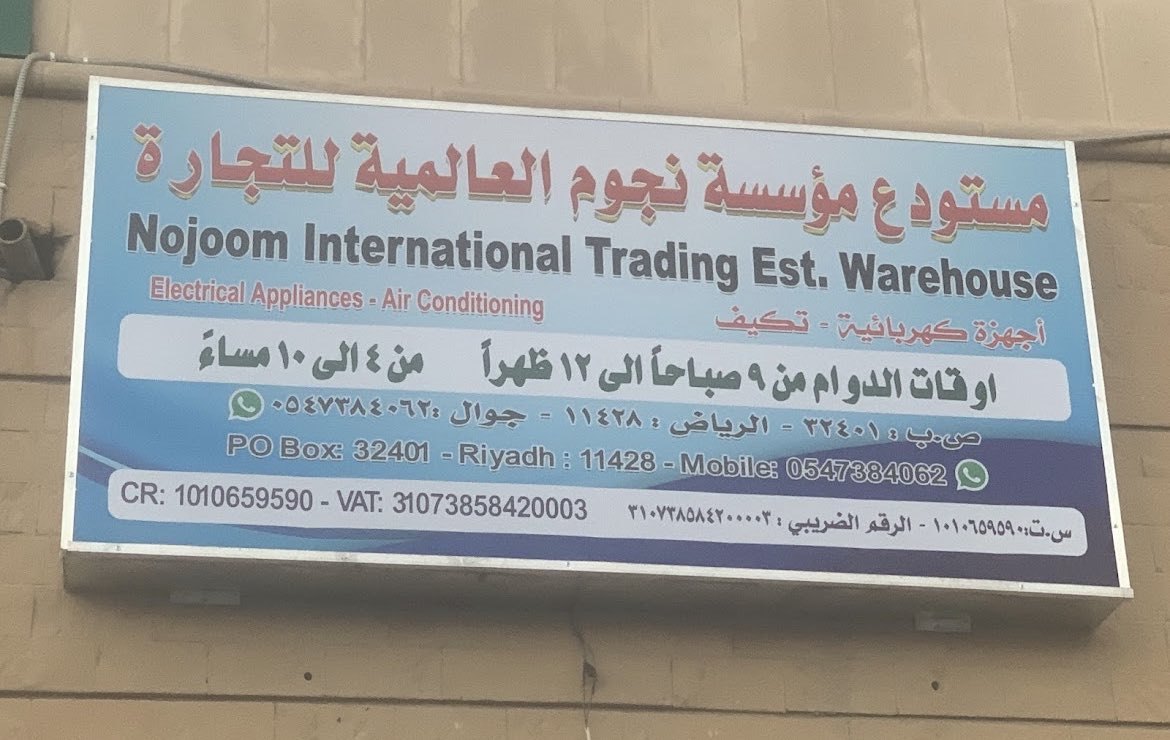 مستودع مؤسسة نجوم العالمية للتجارة
Nojoom International Trading Est. Warehouse
Electrical Appliances - Air Conditioning
أجهزة كهربائية - تكيف
اوقات الدوام من ٩ صباحاً الى ١٢ ظهراً من ٤ الى ١٠ مساءً
ص.ب : ٣٢٤٠١ - الرياض : ١١٤٢٨ - جوال :٠٥٤٧٣٨٤٠٦٢
PO Box: 32401 - Riyadh : 11428 - Mobile: 0547384062
CR: 1010659590 - VAT: 31073858420003
س.ت:١٠١٠٦٥٩٥٩٠ - الرقم الضريبي : ٣١٠٧٣٨٥٨٤٢٠٠٠٠٣